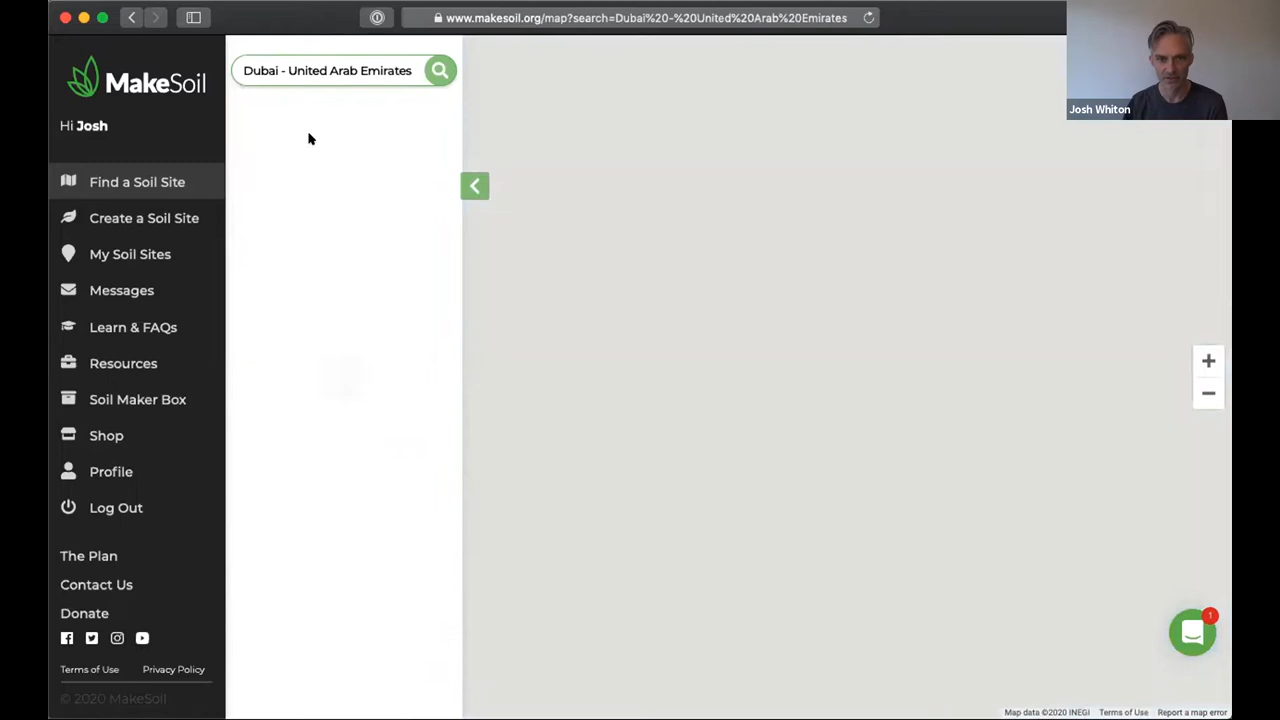 www.makesoil.org/map?search=Dubai%20-%20United%20Arab%20Emirates
MakeSoil
Hi Josh
Find a Soil Site
Create a Soil Site
My Soil Sites
Messages
Learn & FAQs
Resources
Soil Maker Box
Shop
Profile
Log Out
The Plan
Contact Us
Donate
Terms of Use Privacy Policy
© 2020 MakeSoil
Dubai - United Arab Emirates
Josh Whiton
1
Map data ©2020 INEGI Terms of Use Report a map error